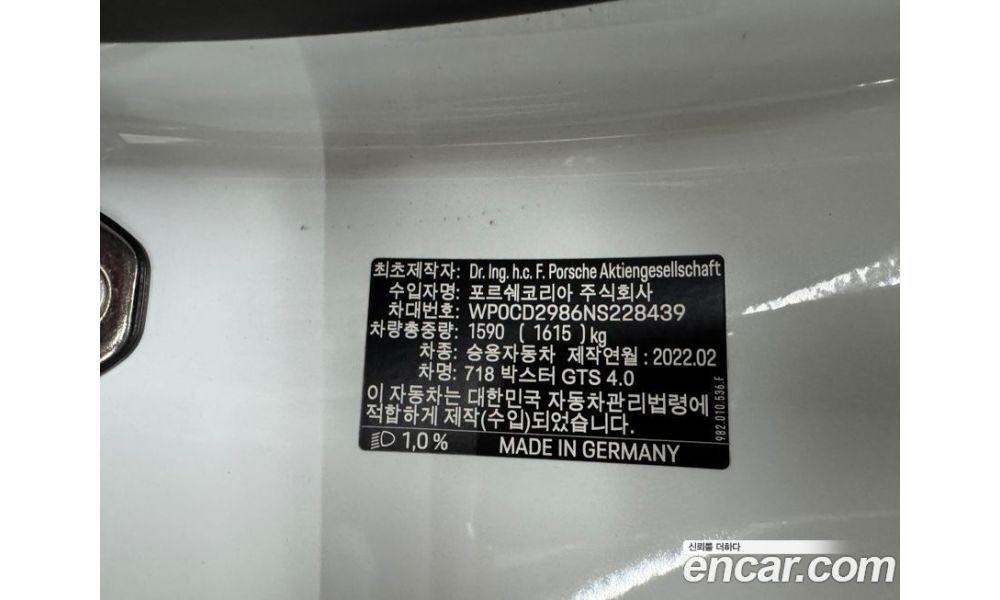 최초제작자: Dr. Ing. h.c. F. Porsche Aktiengesellschaft
수입자명: 포르쉐코리아 주식회사
차대번호: WP0CD2986NS228439
차량총중량: 1590 ( 1615 ) kg
차종: 승용자동차 제작연월: 2022.02
차명: 718 박스터 GTS 4.0
이 자동차는 대한민국 자동차관리법령에
적합하게 제작(수입)되었습니다.
1,0 % MADE IN GERMANY
982.010.536.F
신뢰를 더하다
encar.com